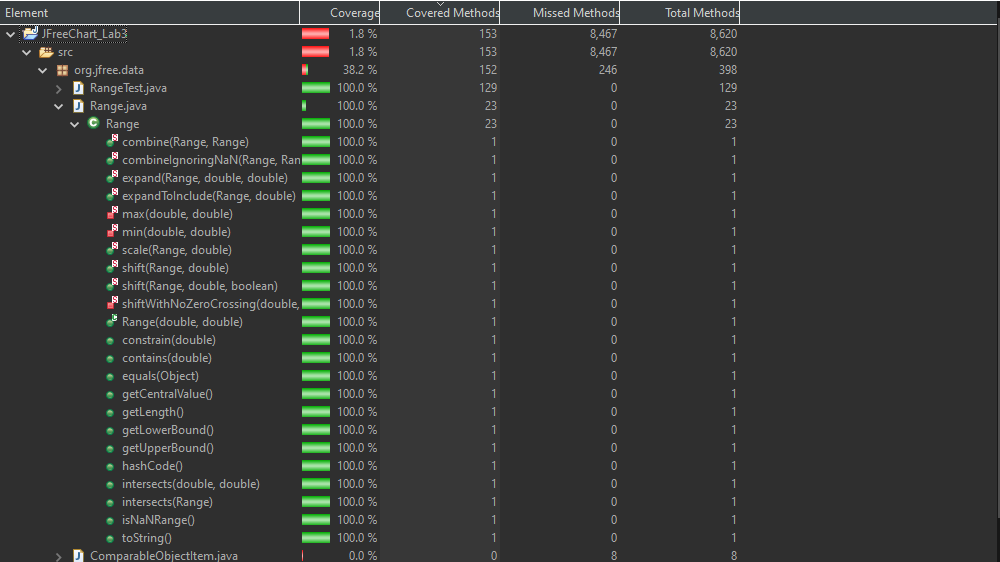 Element Coverage Covered Methods Missed Methods Total Methods
JFreeChart_Lab3 1.8 % 153 8,467 8,620
src 1.8 % 153 8,467 8,620
org.jfree.data 38.2 % 152 246 398
RangeTest.java 100.0 % 129 0 129
Range.java 100.0 % 23 0 23
Range 100.0 % 23 0 23
combine(Range, Range) 100.0 % 1 0 1
combineIgnoringNaN(Range, Ran 100.0 % 1 0 1
expand(Range, double, double) 100.0 % 1 0 1
expandToInclude(Range, double) 100.0 % 1 0 1
max(double, double) 100.0 % 1 0 1
min(double, double) 100.0 % 1 0 1
scale(Range, double) 100.0 % 1 0 1
shift(Range, double) 100.0 % 1 0 1
shift(Range, double, boolean) 100.0 % 1 0 1
shiftWithNoZeroCrossing(double, 100.0 % 1 0 1
Range(double, double) 100.0 % 1 0 1
constrain(double) 100.0 % 1 0 1
contains(double) 100.0 % 1 0 1
equals(Object) 100.0 % 1 0 1
getCentralValue() 100.0 % 1 0 1
getLength() 100.0 % 1 0 1
getLowerBound() 100.0 % 1 0 1
getUpperBound() 100.0 % 1 0 1
hashCode() 100.0 % 1 0 1
intersects(double, double) 100.0 % 1 0 1
intersects(Range) 100.0 % 1 0 1
isNaNRange() 100.0 % 1 0 1
toString() 100.0 % 1 0 1
ComparableObjectItem.java 0.0 % 0 8 8